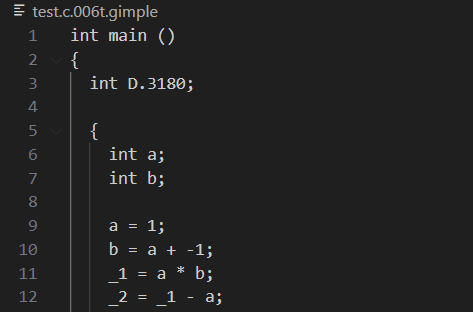 test.c.006t.gimple
1 int main ()
2 {
3 int D.3180;
4
5 {
6 int a;
7 int b;
8
9 a = 1;
10 b = a + -1;
11 _1 = a * b;
12 _2 = _1 - a;